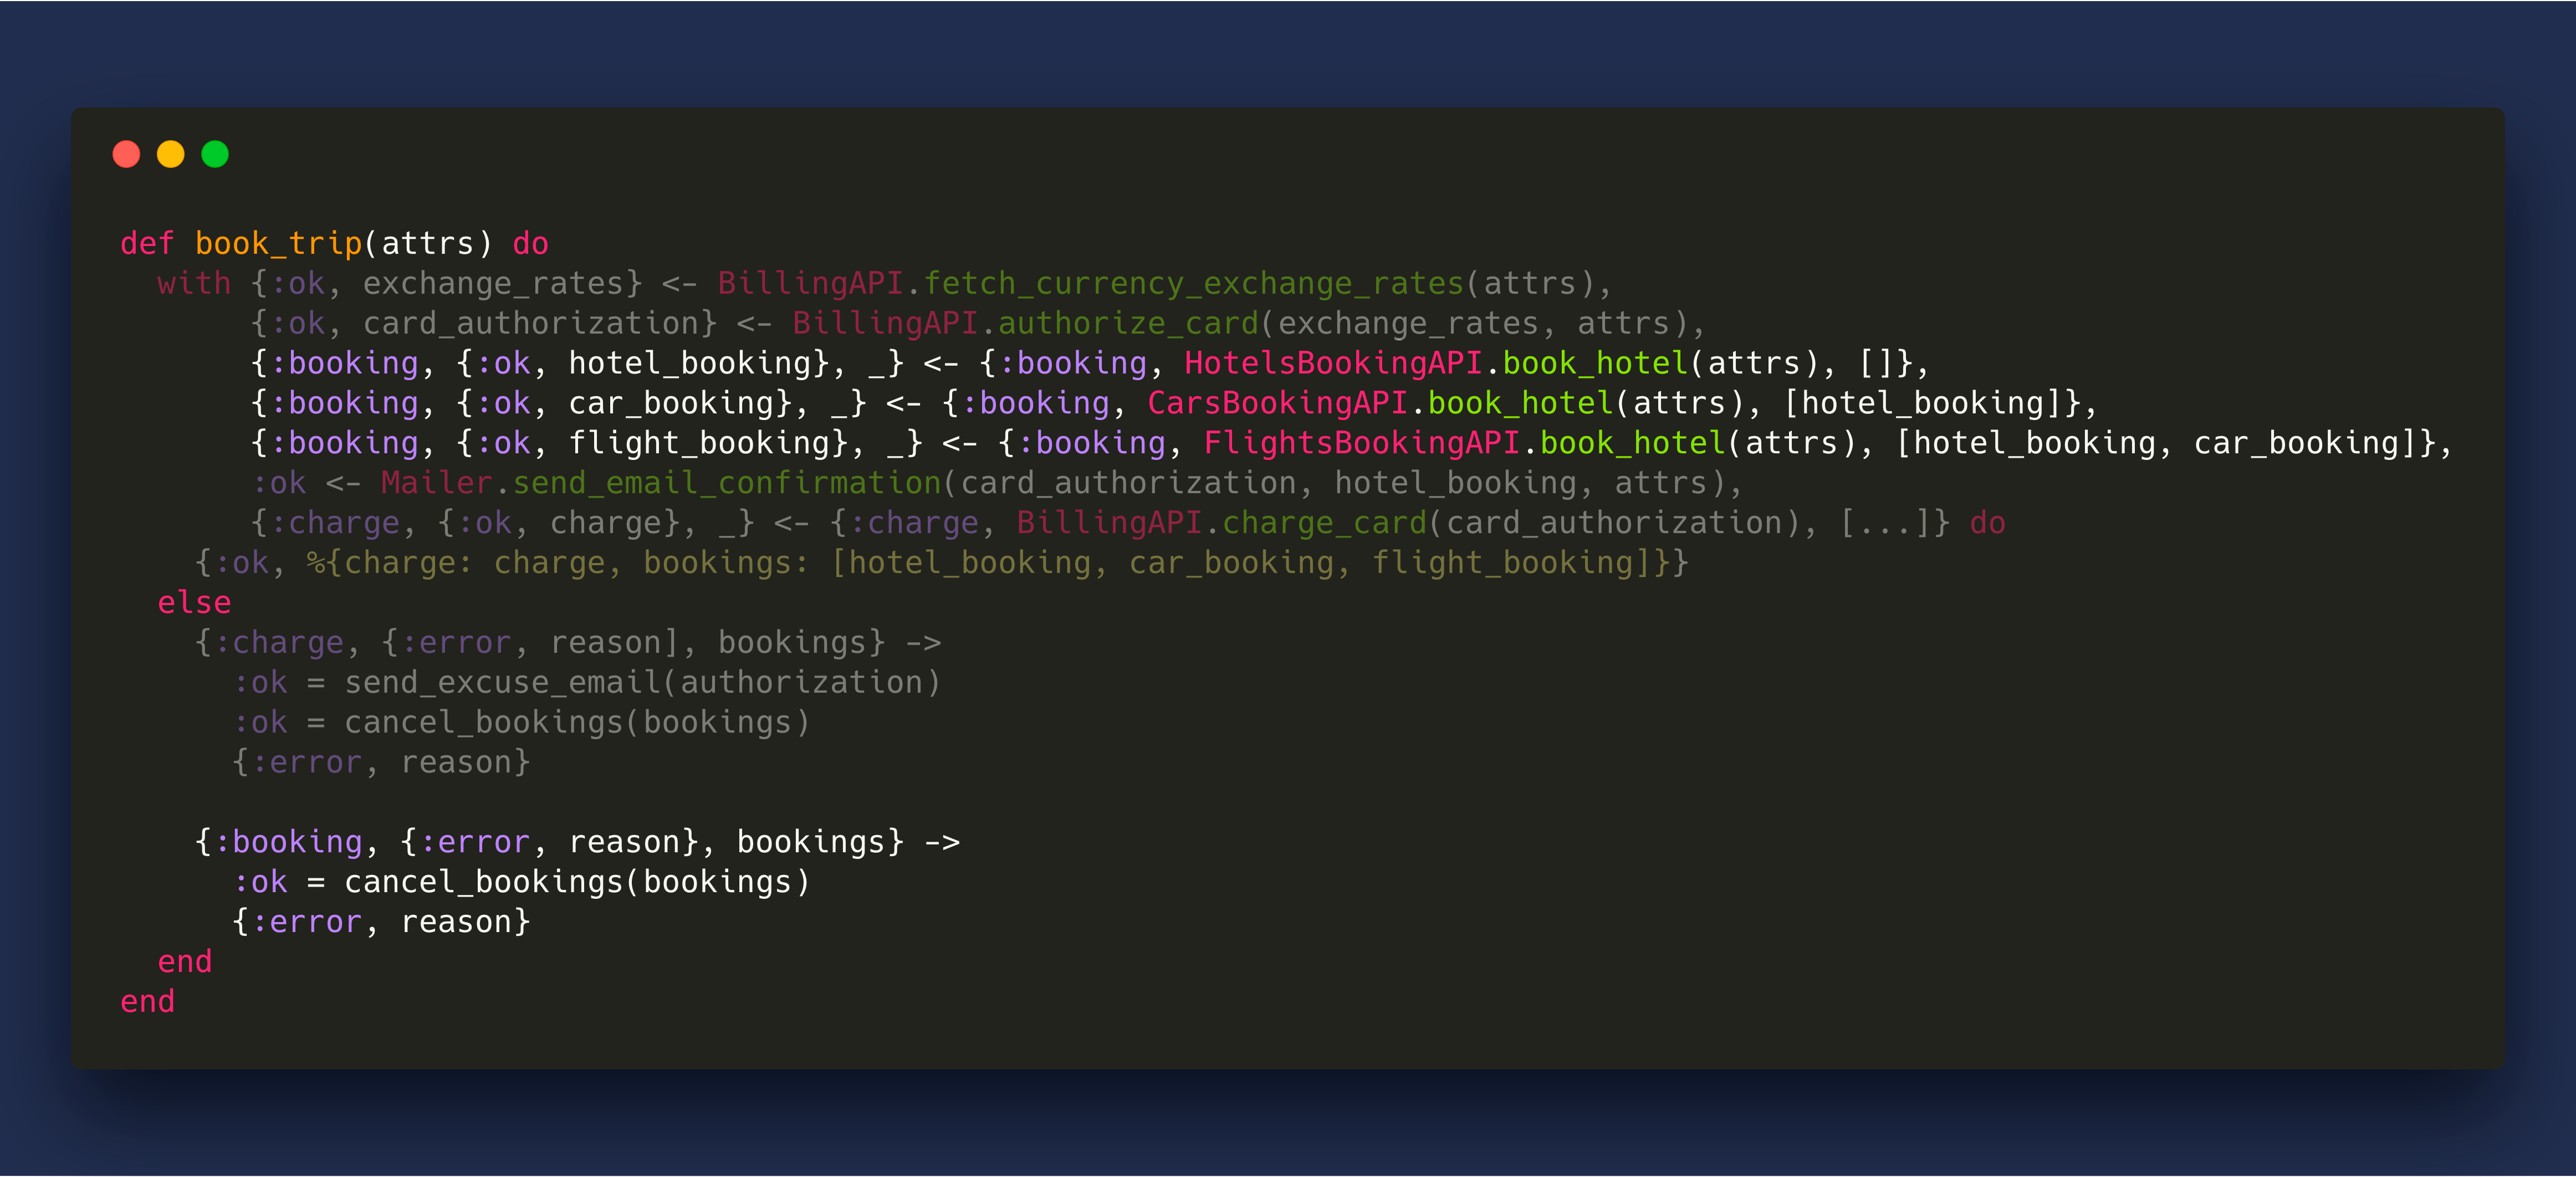 def book_trip(attrs) do
  with {:ok, exchange_rates} <- BillingAPI.fetch_currency_exchange_rates(attrs),
       {:ok, card_authorization} <- BillingAPI.authorize_card(exchange_rates, attrs),
       {:booking, {:ok, hotel_booking}, _} <- {:booking, HotelsBookingAPI.book_hotel(attrs), []},
       {:booking, {:ok, car_booking}, _} <- {:booking, CarsBookingAPI.book_hotel(attrs), [hotel_booking]},
       {:booking, {:ok, flight_booking}, _} <- {:booking, FlightsBookingAPI.book_hotel(attrs), [hotel_booking, car_booking]},
       :ok <- Mailer.send_email_confirmation(card_authorization, hotel_booking, attrs),
       {:charge, {:ok, charge}, _} <- {:charge, BillingAPI.charge_card(card_authorization), [...]} do
    {:ok, %{charge: charge, bookings: [hotel_booking, car_booking, flight_booking]}}
  else
    {:charge, {:error, reason], bookings} ->
      :ok = send_excuse_email(authorization)
      :ok = cancel_bookings(bookings)
      {:error, reason}

    {:booking, {:error, reason}, bookings} ->
      :ok = cancel_bookings(bookings)
      {:error, reason}
  end
end